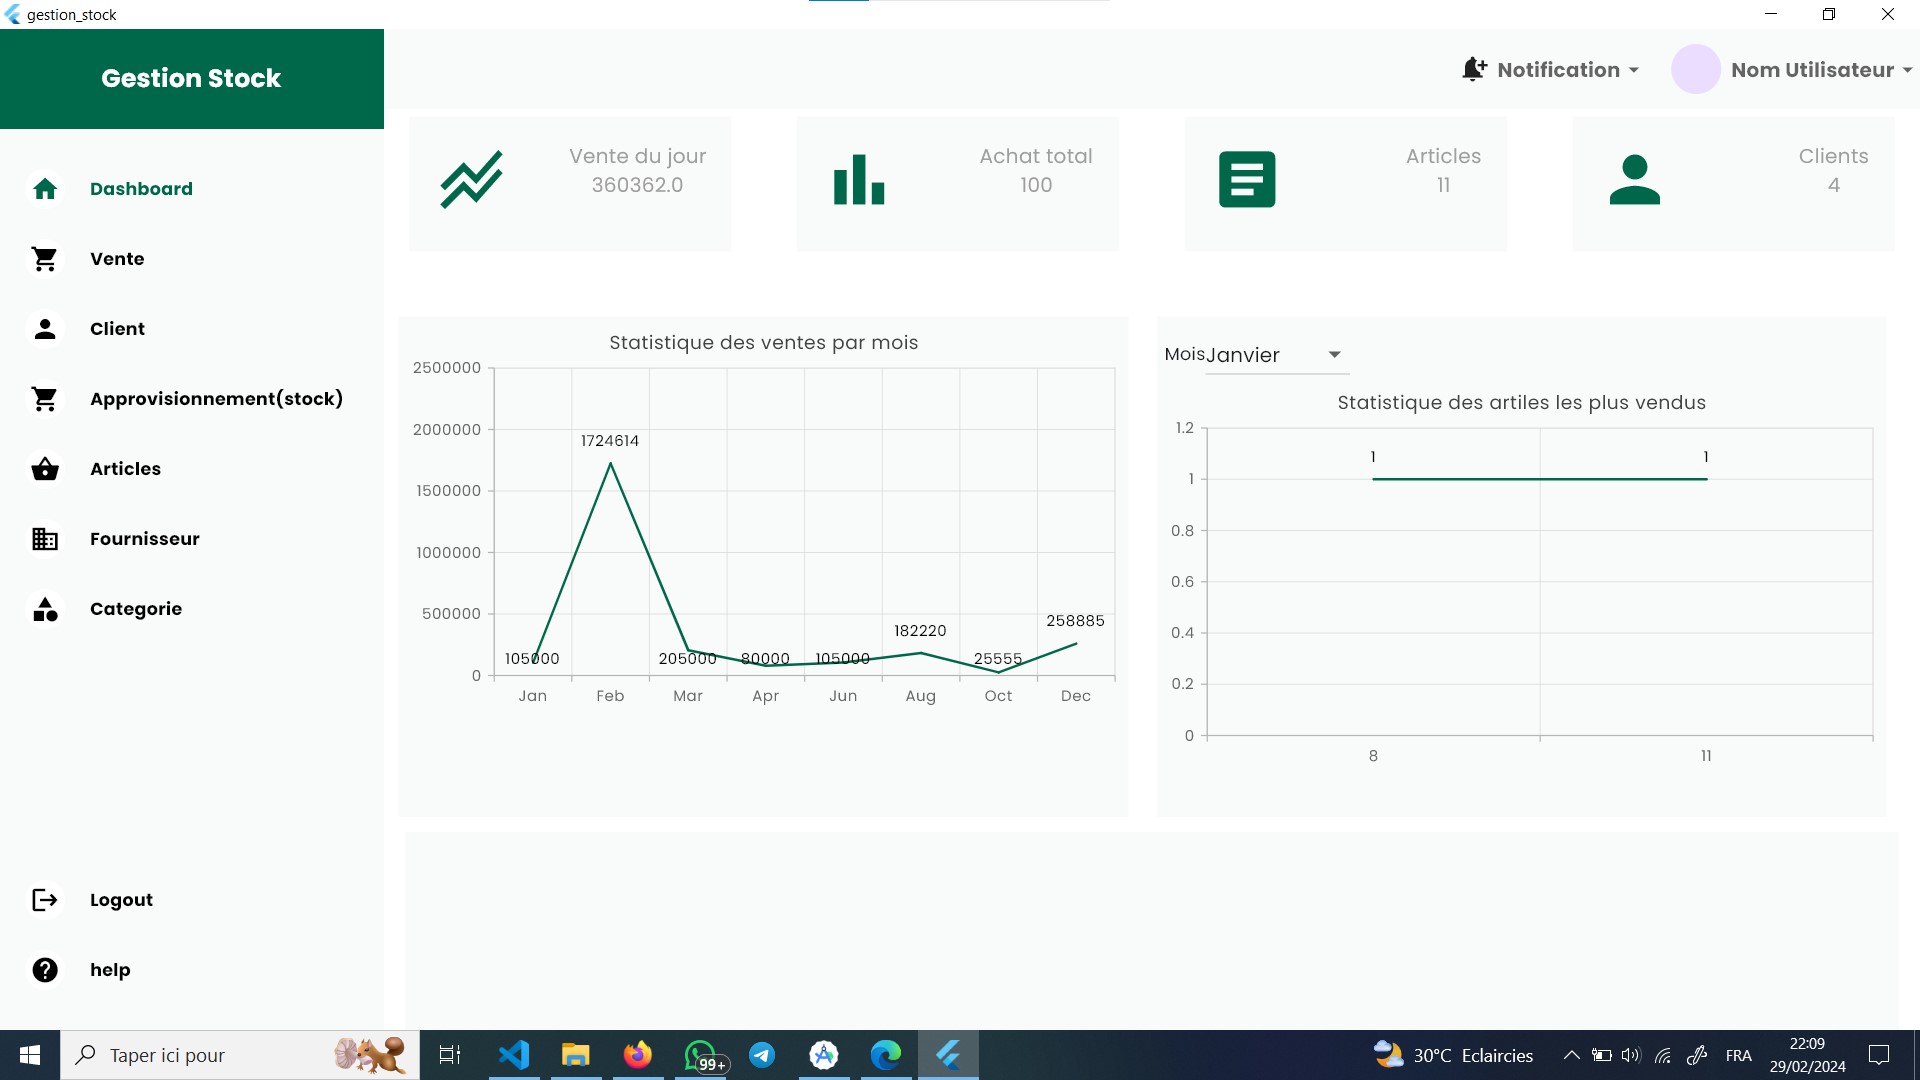 gestion_stock
Gestion Stock
Notification
Nom Utilisateur
Dashboard
Vente
Client
Approvisionnement(stock)
Articles
Fournisseur
Categorie
Logout
help
Vente du jour
360362.0
Achat total
100
Articles
11
Clients
4
Statistique des ventes par mois
2500000
2000000
1500000
1000000
500000
0
1724614
105000
205000
80000
105000
182220
25555
258885
Jan Feb Mar Apr Jun Aug Oct Dec
Mois Janvier
Statistique des artiles les plus vendus
1.2
1
0.8
0.6
0.4
0.2
0
1 1
8 11
Taper ici pour
99+
30°C Eclaircies
FRA
22:09
29/02/2024